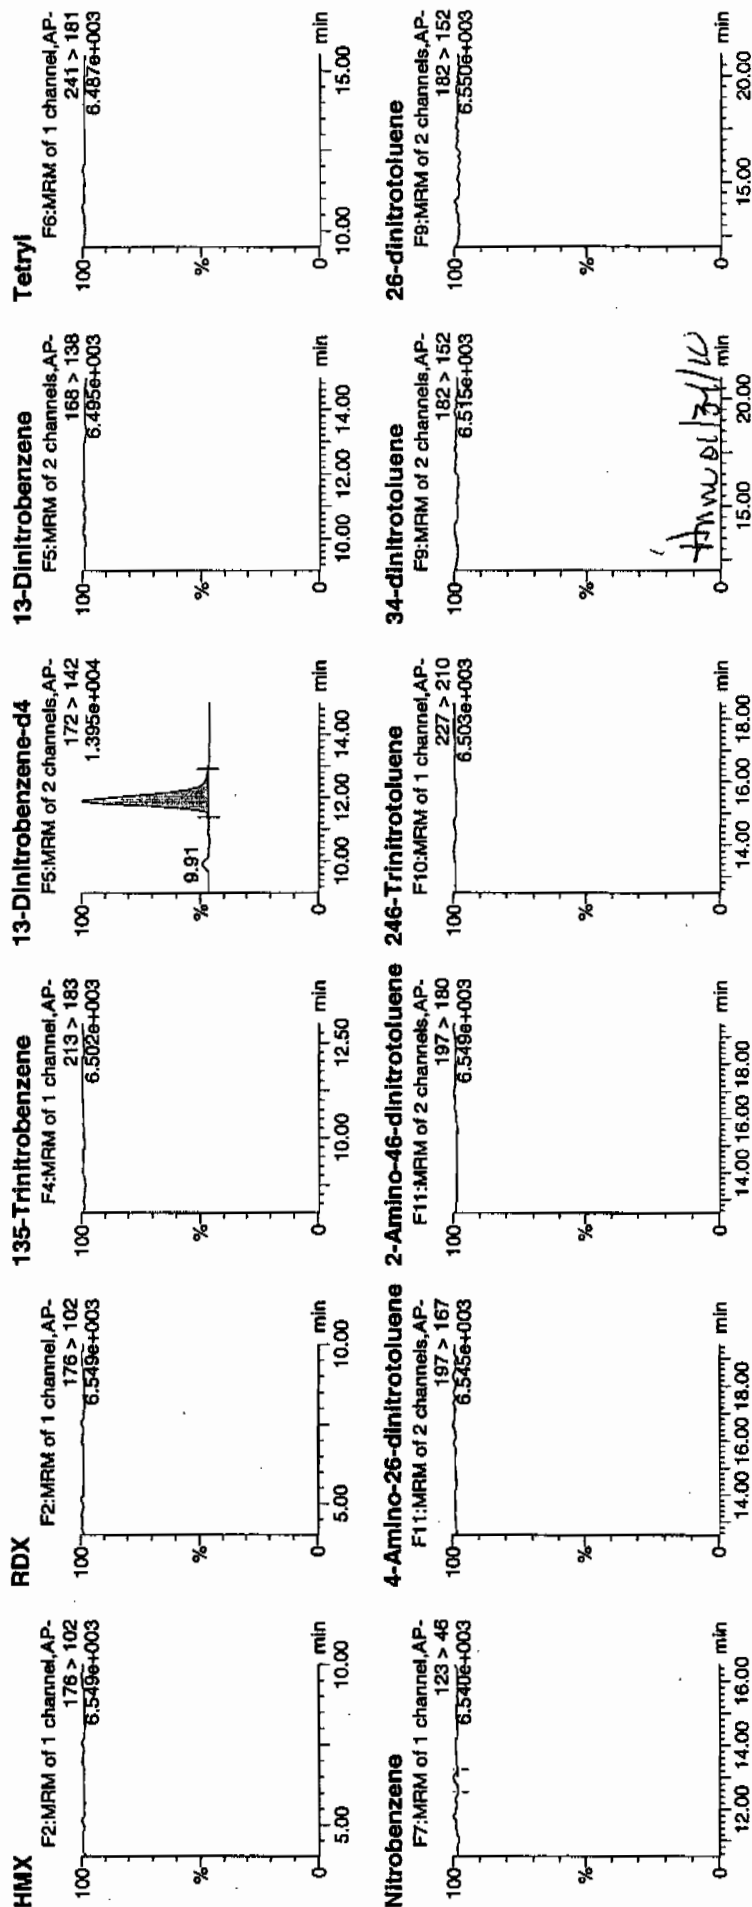 HMX
F2:MRM of 1 channel,AP-
176 > 102
6.549e+003
100
%
0
5.00 10.00 min
RDX
F2:MRM of 1 channel,AP-
176 > 102
6.549e+003
100
%
0
5.00 10.00 min
135-Trinitrobenzene
F4:MRM of 1 channel,AP-
213 > 183
6.502e+003
100
%
0
10.00 12.50 min
13-Dinitrobenzene-d4
F5:MRM of 2 channels,AP-
172 > 142
1.395e+004
100
9.91
%
0
10.00 12.00 14.00 min
13-Dinitrobenzene
F5:MRM of 2 channels,AP-
168 > 138
6.495e+003
100
%
0
10.00 12.00 14.00 min
Tetryl
F6:MRM of 1 channel,AP-
241 > 181
6.487e+003
100
%
0
10.00 15.00 min
Nitrobenzene
F7:MRM of 1 channel,AP-
123 > 46
6.540e+003
100
%
0
12.00 14.00 16.00 min
4-Amino-26-dinitrotoluene
F11:MRM of 2 channels,AP-
197 > 167
6.545e+003
100
%
0
14.00 16.00 18.00 min
2-Amino-46-dinitrotoluene
F11:MRM of 2 channels,AP-
197 > 180
6.549e+003
100
%
0
14.00 16.00 18.00 min
246-Trinitrotoluene
F10:MRM of 1 channel,AP-
227 > 210
6.503e+003
100
%
0
14.00 16.00 18.00 min
34-dinitrotoluene
F9:MRM of 2 channels,AP-
182 > 152
6.515e+003
100
%
0
15.00 20.00 min
26-dinitrotoluene
F9:MRM of 2 channels,AP-
182 > 152
6.550e+003
100
%
0
15.00 20.00 min